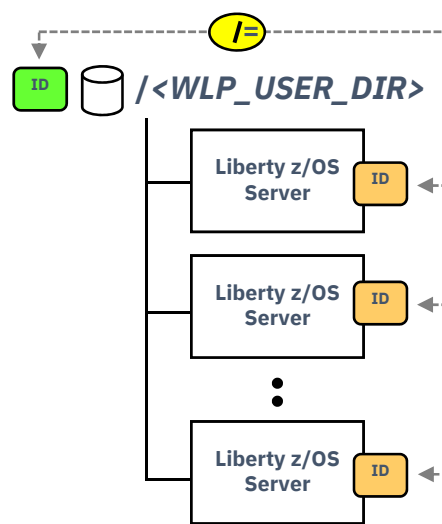 /=
ID
/<WLP_USER_DIR>
Liberty z/OS
Server
ID
Liberty z/OS
Server
ID
Liberty z/OS
Server
ID